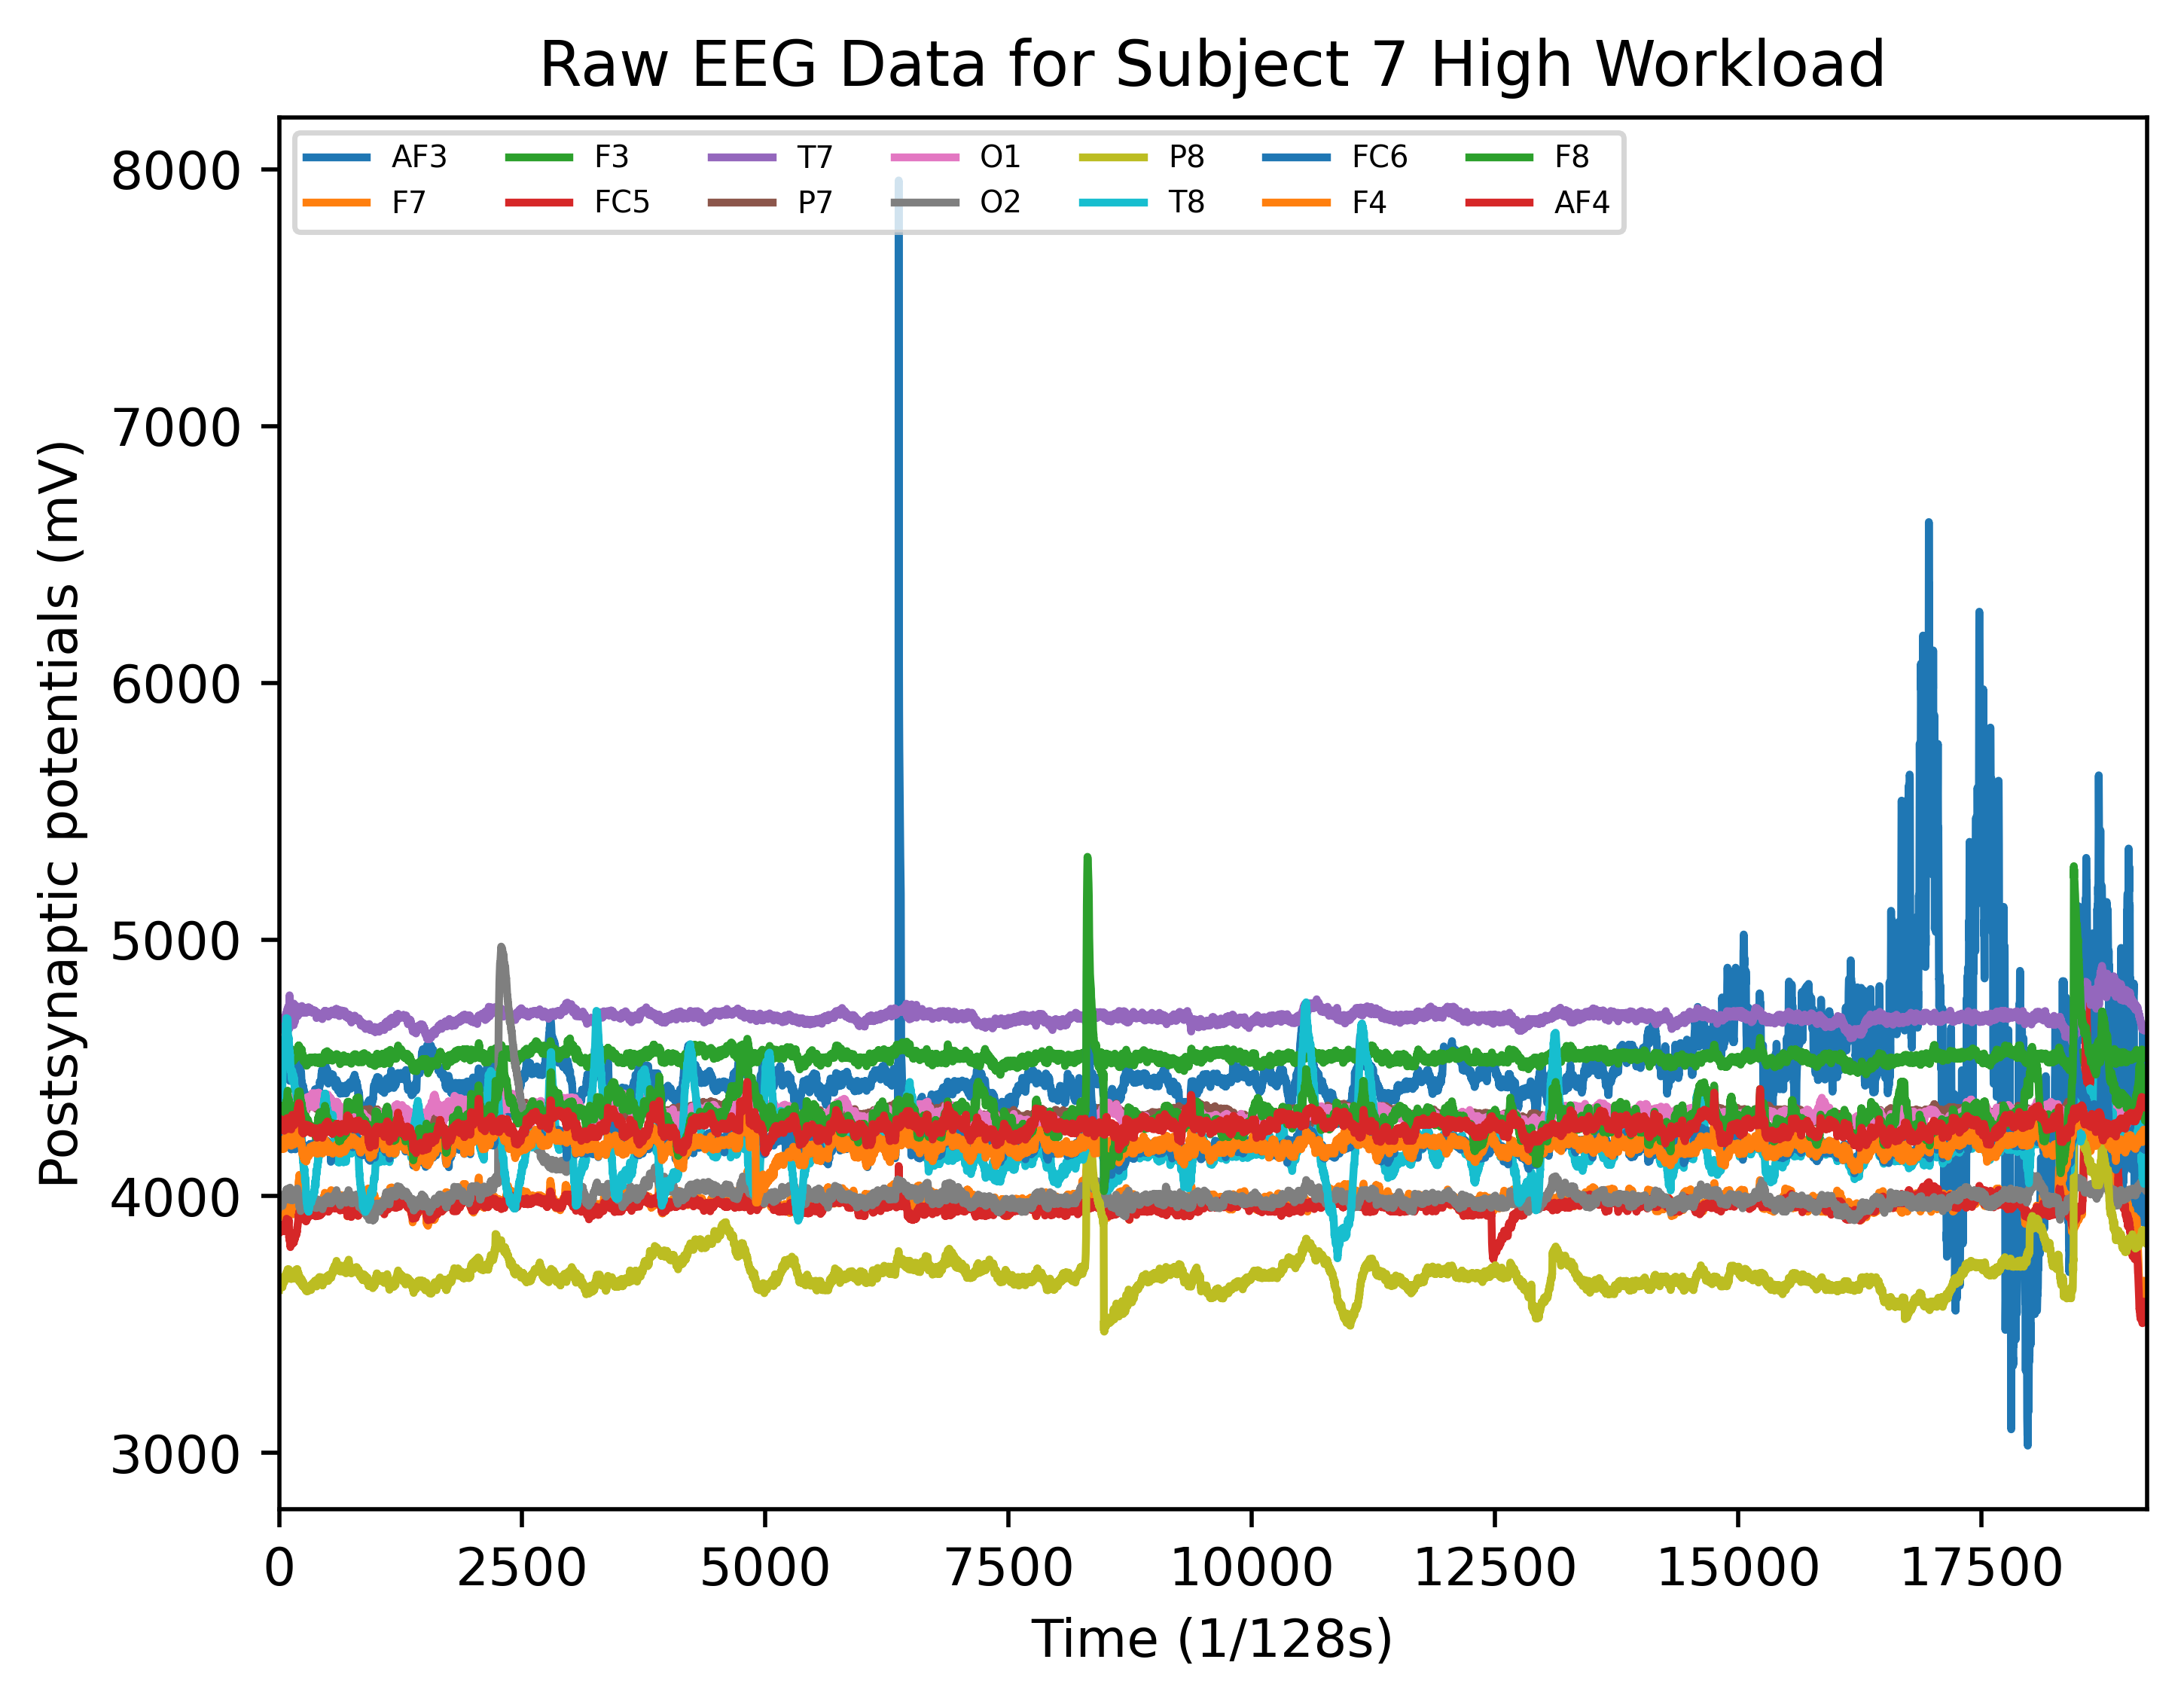 Raw EEG Data for Subject 7 High Workload
AF3 F3 T7 O1 P8 FC6 F8
F7 FC5 P7 O2 T8 F4 AF4
8000
7000
6000
5000
4000
3000
Postsynaptic potentials (mV)
0 2500 5000 7500 10000 12500 15000 17500
Time (1/128s)